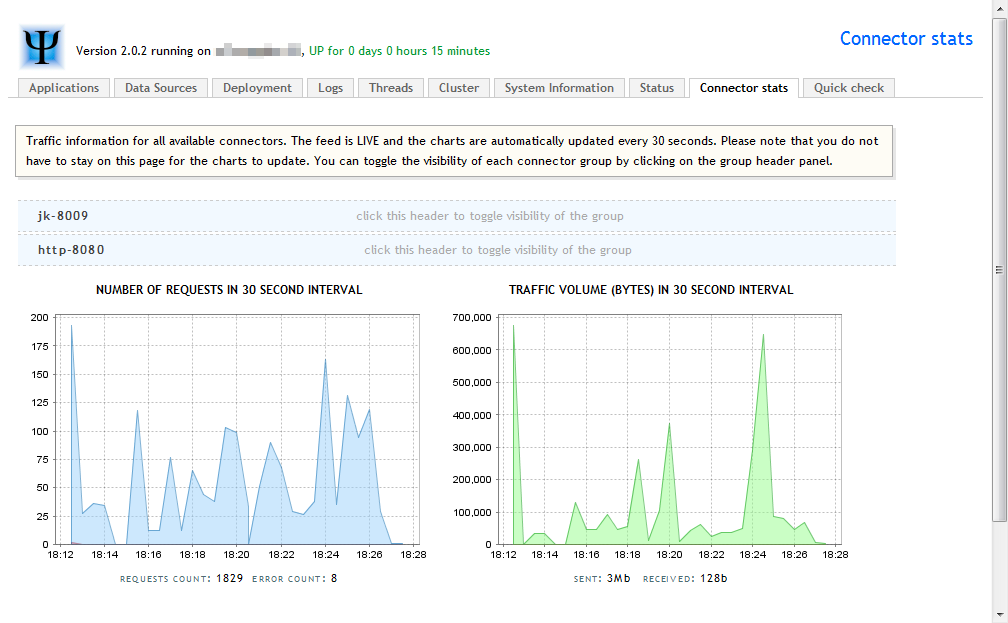 Ψ
Version 2.0.2 running on , UP for 0 days 0 hours 15 minutes
Connector stats
Applications Data Sources Deployment Logs Threads Cluster System Information Status Connector stats Quick check
Traffic information for all available connectors. The feed is LIVE and the charts are automatically updated every 30 seconds. Please note that you do not
have to stay on this page for the charts to update. You can toggle the visibility of each connector group by clicking on the group header panel.
jk-8009 click this header to toggle visibility of the group
http-8080 click this header to toggle visibility of the group
NUMBER OF REQUESTS IN 30 SECOND INTERVAL
200
175
150
125
100
75
50
25
0
18:12 18:14 18:16 18:18 18:20 18:22 18:24 18:26 18:28
REQUESTS COUNT: 1829 ERROR COUNT: 8
TRAFFIC VOLUME (BYTES) IN 30 SECOND INTERVAL
700,000
600,000
500,000
400,000
300,000
200,000
100,000
0
18:12 18:14 18:16 18:18 18:20 18:22 18:24 18:26 18:28
SENT: 3Mb RECEIVED: 128b